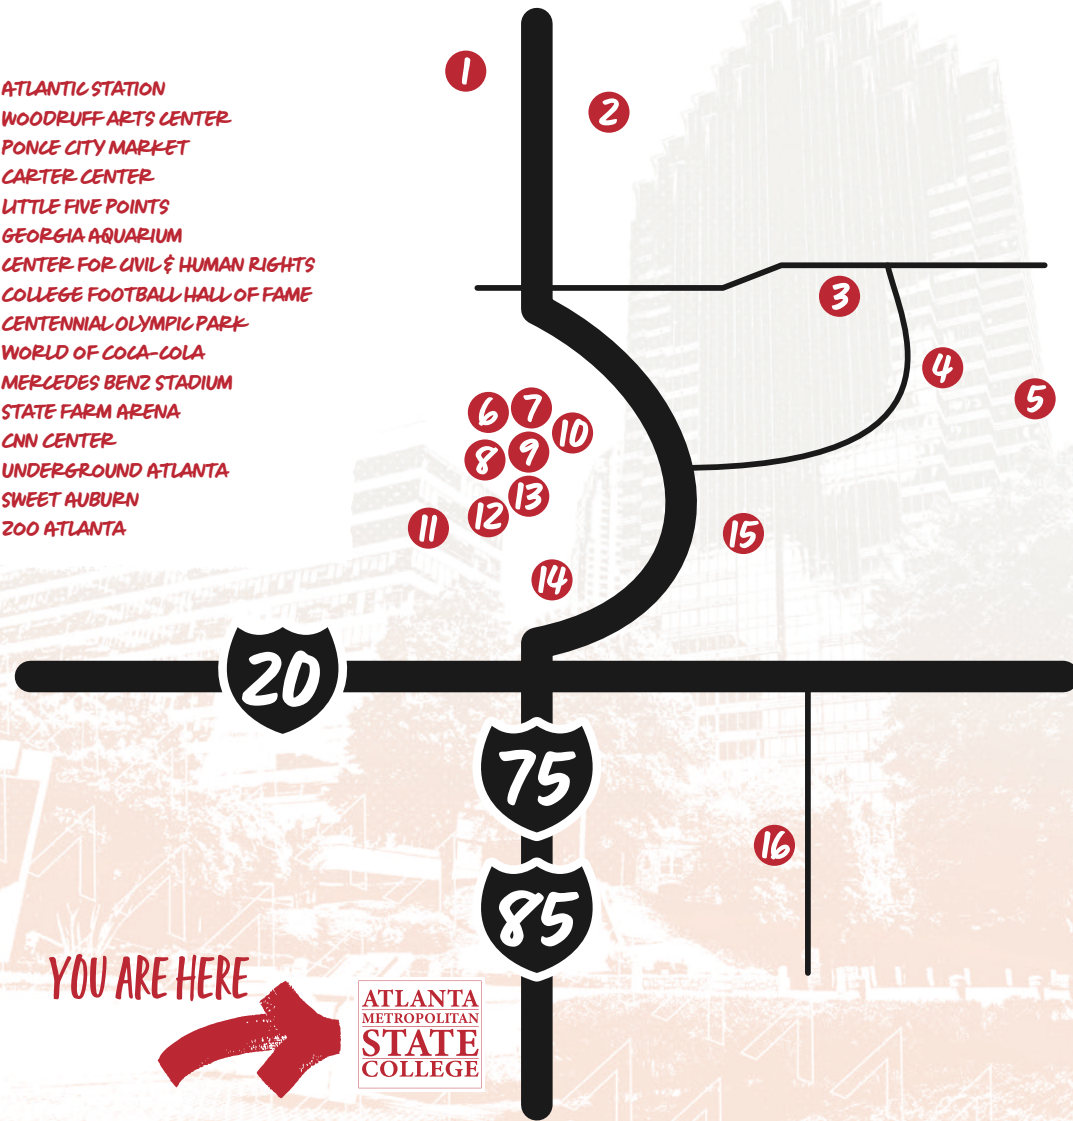 ATLANTIC STATION
WOODRUFF ARTS CENTER
PONCE CITY MARKET
CARTER CENTER
LITTLE FIVE POINTS
GEORGIA AQUARIUM
CENTER FOR CIVIL & HUMAN RIGHTS
COLLEGE FOOTBALL HALL OF FAME
CENTENNIAL OLYMPIC PARK
WORLD OF COCA-COLA
MERCEDES BENZ STADIUM
STATE FARM ARENA
CNN CENTER
UNDERGROUND ATLANTA
SWEET AUBURN
ZOO ATLANTA
1
2
3
4
5
6
7
10
8
9
13
12
11
15
14
20
75
16
85
YOU ARE HERE
ATLANTA
METROPOLITAN
STATE
COLLEGE